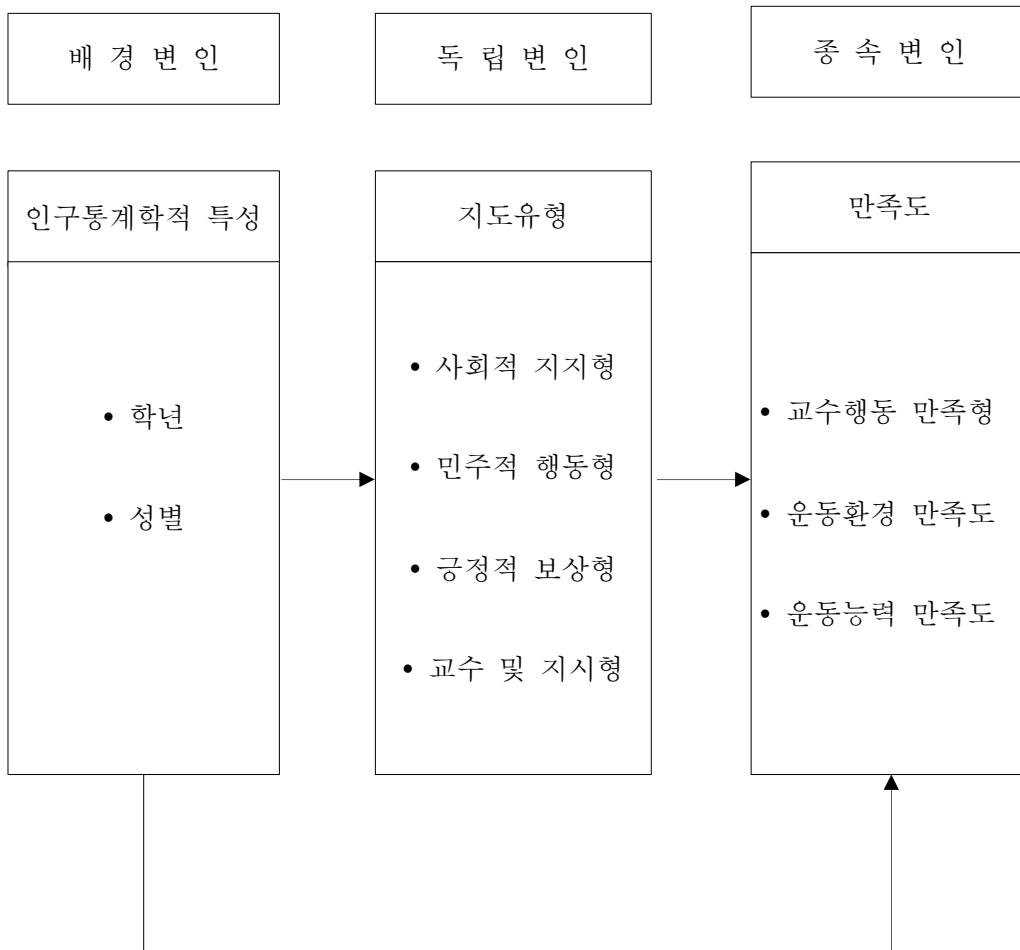 배 경 변 인
독 립 변 인
종 속 변 인
인구통계학적 특성
• 학년
• 성별
지도유형
• 사회적 지지형
• 민주적 행동형
• 긍정적 보상형
• 교수 및 지시형
만족도
• 교수행동 만족형
• 운동환경 만족도
• 운동능력 만족도